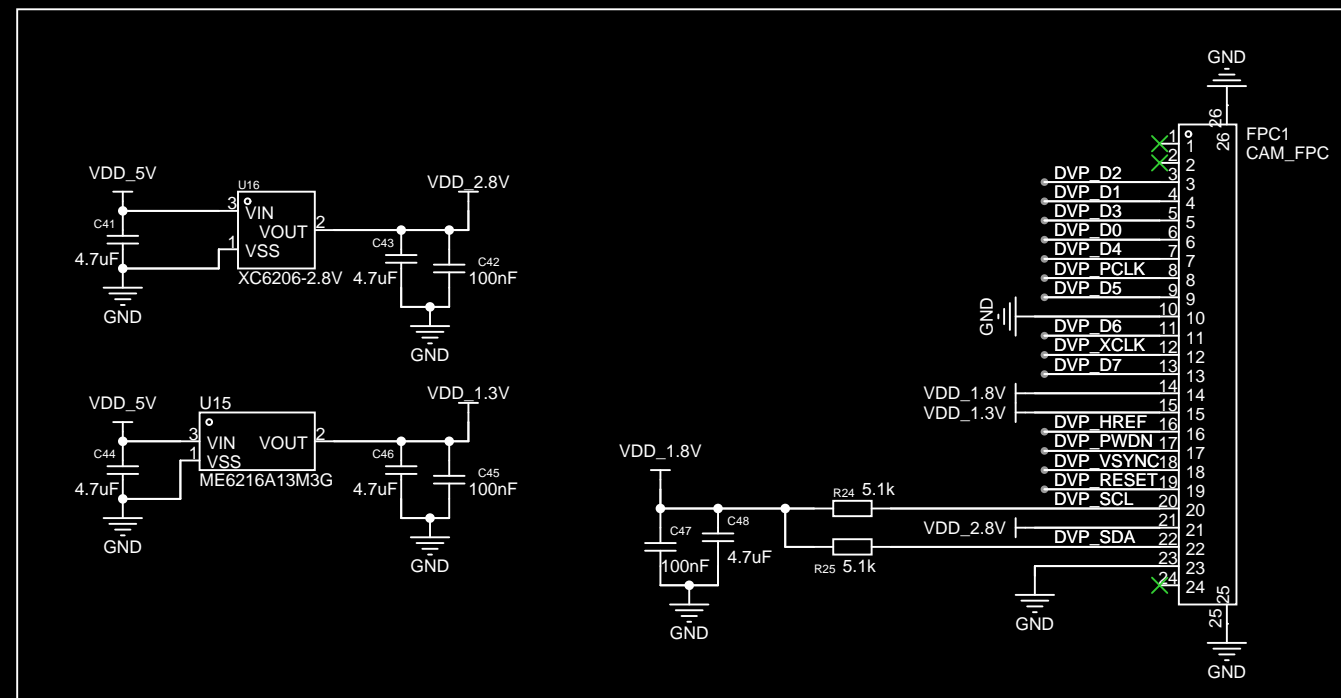 VDD_5V
U16
3
VIN
VOUT
2
1
VSS
C41
4.7uF
GND
XC6206-2.8V
VDD_2.8V
C43
4.7uF
C42
100nF
GND
VDD_5V
U15
3
VIN
VOUT
2
1
VSS
C44
4.7uF
GND
ME6216A13M3G
VDD_1.3V
C46
4.7uF
C45
100nF
GND
VDD_1.8V
C47
100nF
C48
4.7uF
GND
R24 5.1k
R25 5.1k
GND
26
26
FPC1
CAM_FPC
1
1
2
2
DVP_D2 3
3
DVP_D1 4
4
DVP_D3 5
5
DVP_D0 6
6
DVP_D4 7
7
DVP_PCLK 8
8
DVP_D5 9
9
GND 10
10
DVP_D6 11
11
DVP_XCLK 12
12
DVP_D7 13
13
VDD_1.8V 14
14
VDD_1.3V 15
15
DVP_HREF 16
16
DVP_PWDN 17
17
DVP_VSYNC 18
18
DVP_RESET 19
19
DVP_SCL 20
20
VDD_2.8V 21
21
DVP_SDA 22
22
23
23
GND
24
24
25
25
GND